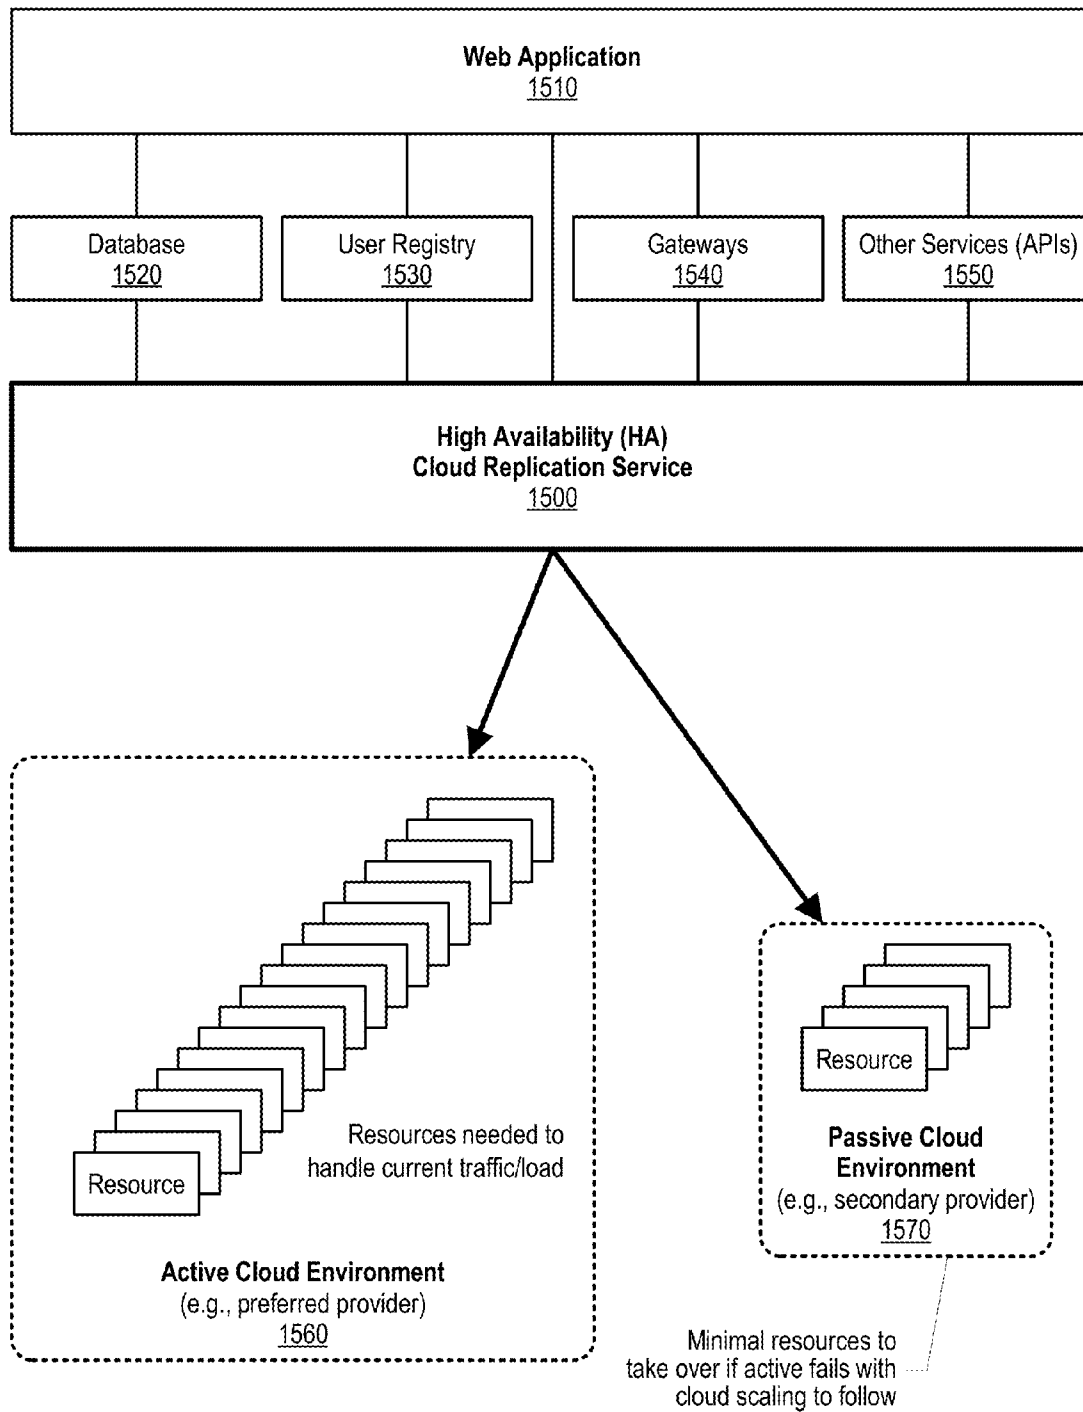 Web Application
1510
Database
1520
User Registry
1530
Gateways
1540
Other Services (APIs)
1550
High Availability (HA)
Cloud Replication Service
1500
Resource
Resources needed to
handle current traffic/load
Active Cloud Environment
(e.g., preferred provider)
1560
Resource
Passive Cloud
Environment
(e.g., secondary provider)
1570
Minimal resources to
take over if active fails with
cloud scaling to follow